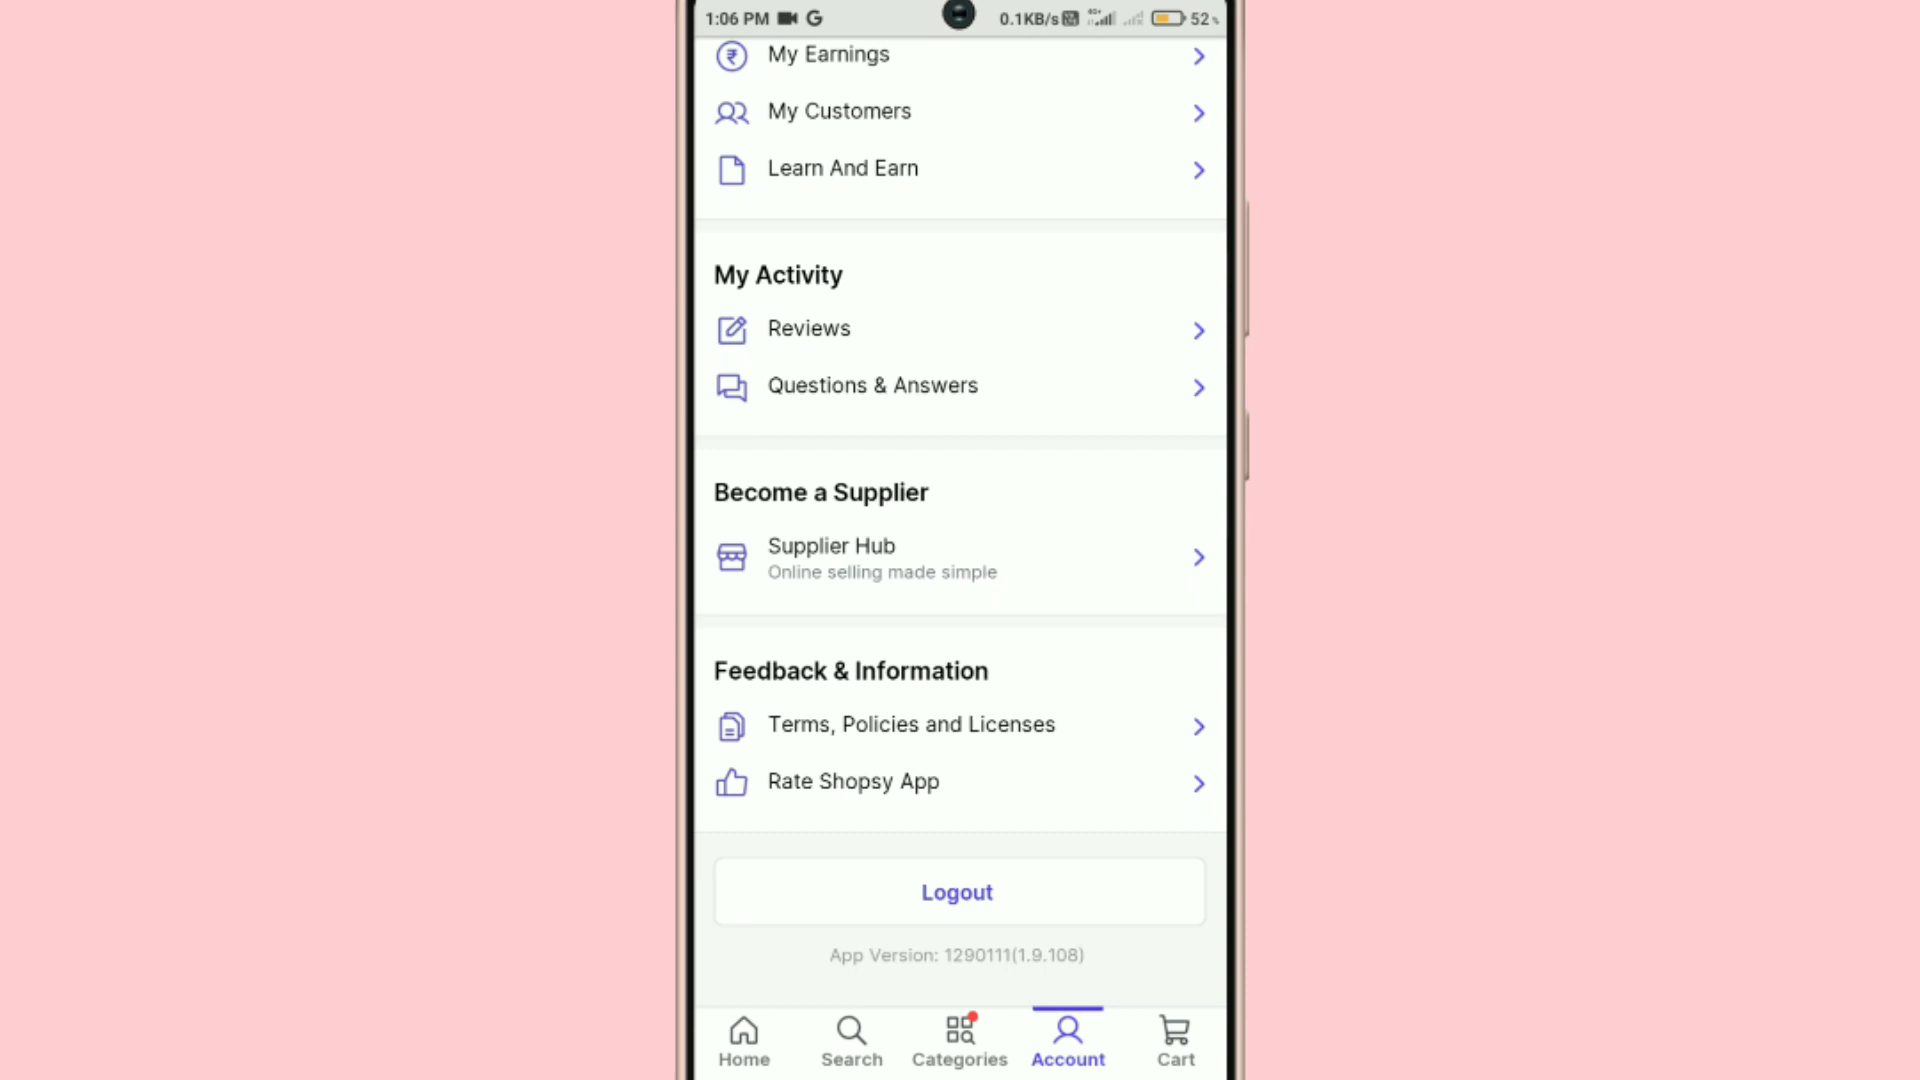 1:06 PM G 0.1KB/s 52%
My Earnings
My Customers
Learn And Earn
My Activity
Reviews
Questions & Answers
Become a Supplier
Supplier Hub
Online selling made simple
Feedback & Information
Terms, Policies and Licenses
Rate Shopsy App
Logout
App Version: 1290111(1.9.108)
Home Search Categories Account Cart